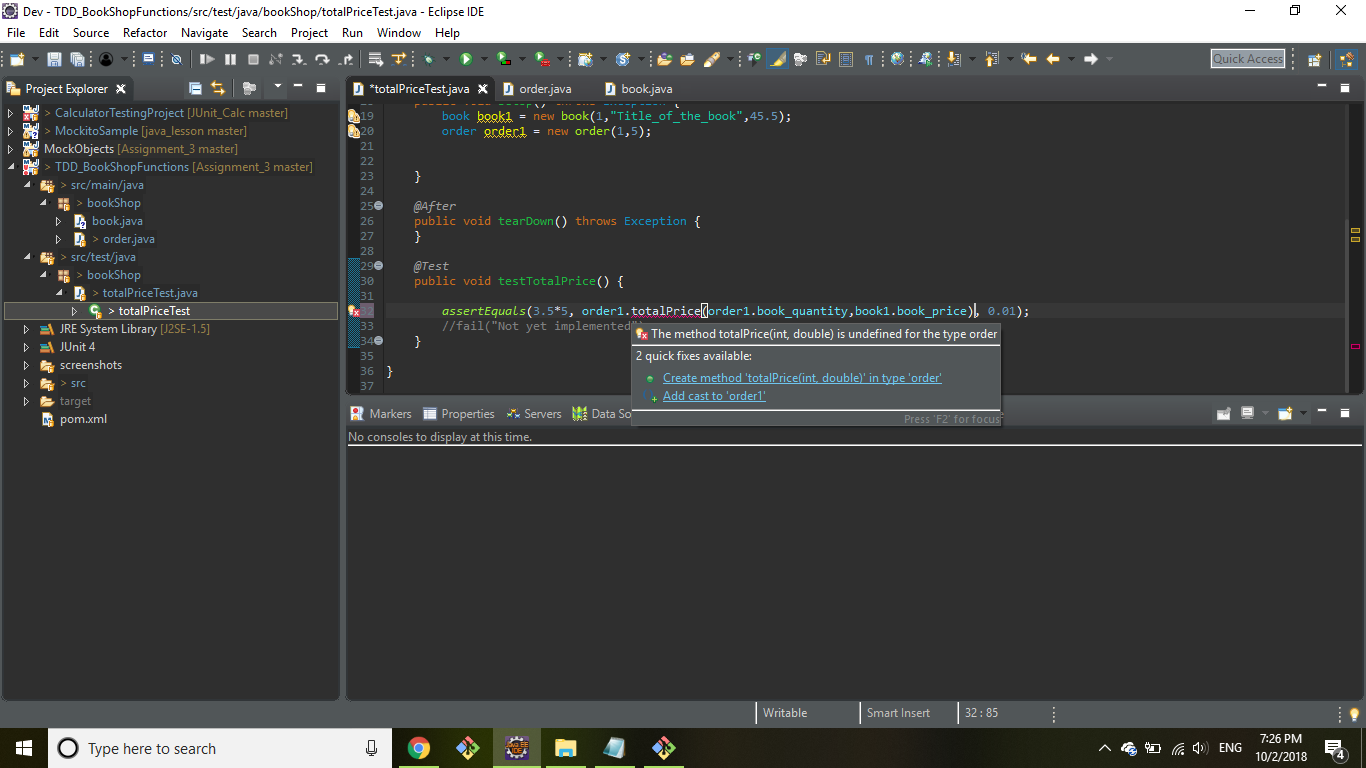 Dev - TDD_BookShopFunctions/src/test/java/bookShop/totalPriceTest.java - Eclipse IDE
File Edit Source Refactor Navigate Search Project Run Window Help
Quick Access
Project Explorer
*totalPriceTest.java order.java book.java
> CalculatorTestingProject [JUnit_Calc master]
> MockitoSample [java_lesson master]
MockObjects [Assignment_3 master]
> TDD_BookShopFunctions [Assignment_3 master]
> src/main/java
> bookShop
book.java
> order.java
> src/test/java
> bookShop
> totalPriceTest.java
> totalPriceTest
JRE System Library [J2SE-1.5]
JUnit 4
screenshots
> src
target
pom.xml
19 book book1 = new book(1,"Title_of_the_book",45.5);
20 order order1 = new order(1,5);
21
22
23 }
24
25 @After
26 public void tearDown() throws Exception {
27 }
28
29 @Test
30 public void testTotalPrice() {
31
32 assertEquals(3.5*5, order1.totalPrice(order1.book_quantity,book1.book_price), 0.01);
33 //fail("Not yet implemented")
34 }
35
36 }
37
The method totalPrice(int, double) is undefined for the type order
2 quick fixes available:
Create method 'totalPrice(int, double)' in type 'order'
Add cast to 'order1'
Press 'F2' for focus
Markers Properties Servers Data So
No consoles to display at this time.
Writable Smart Insert 32 : 85
Type here to search
ENG
7:26 PM
10/2/2018
4